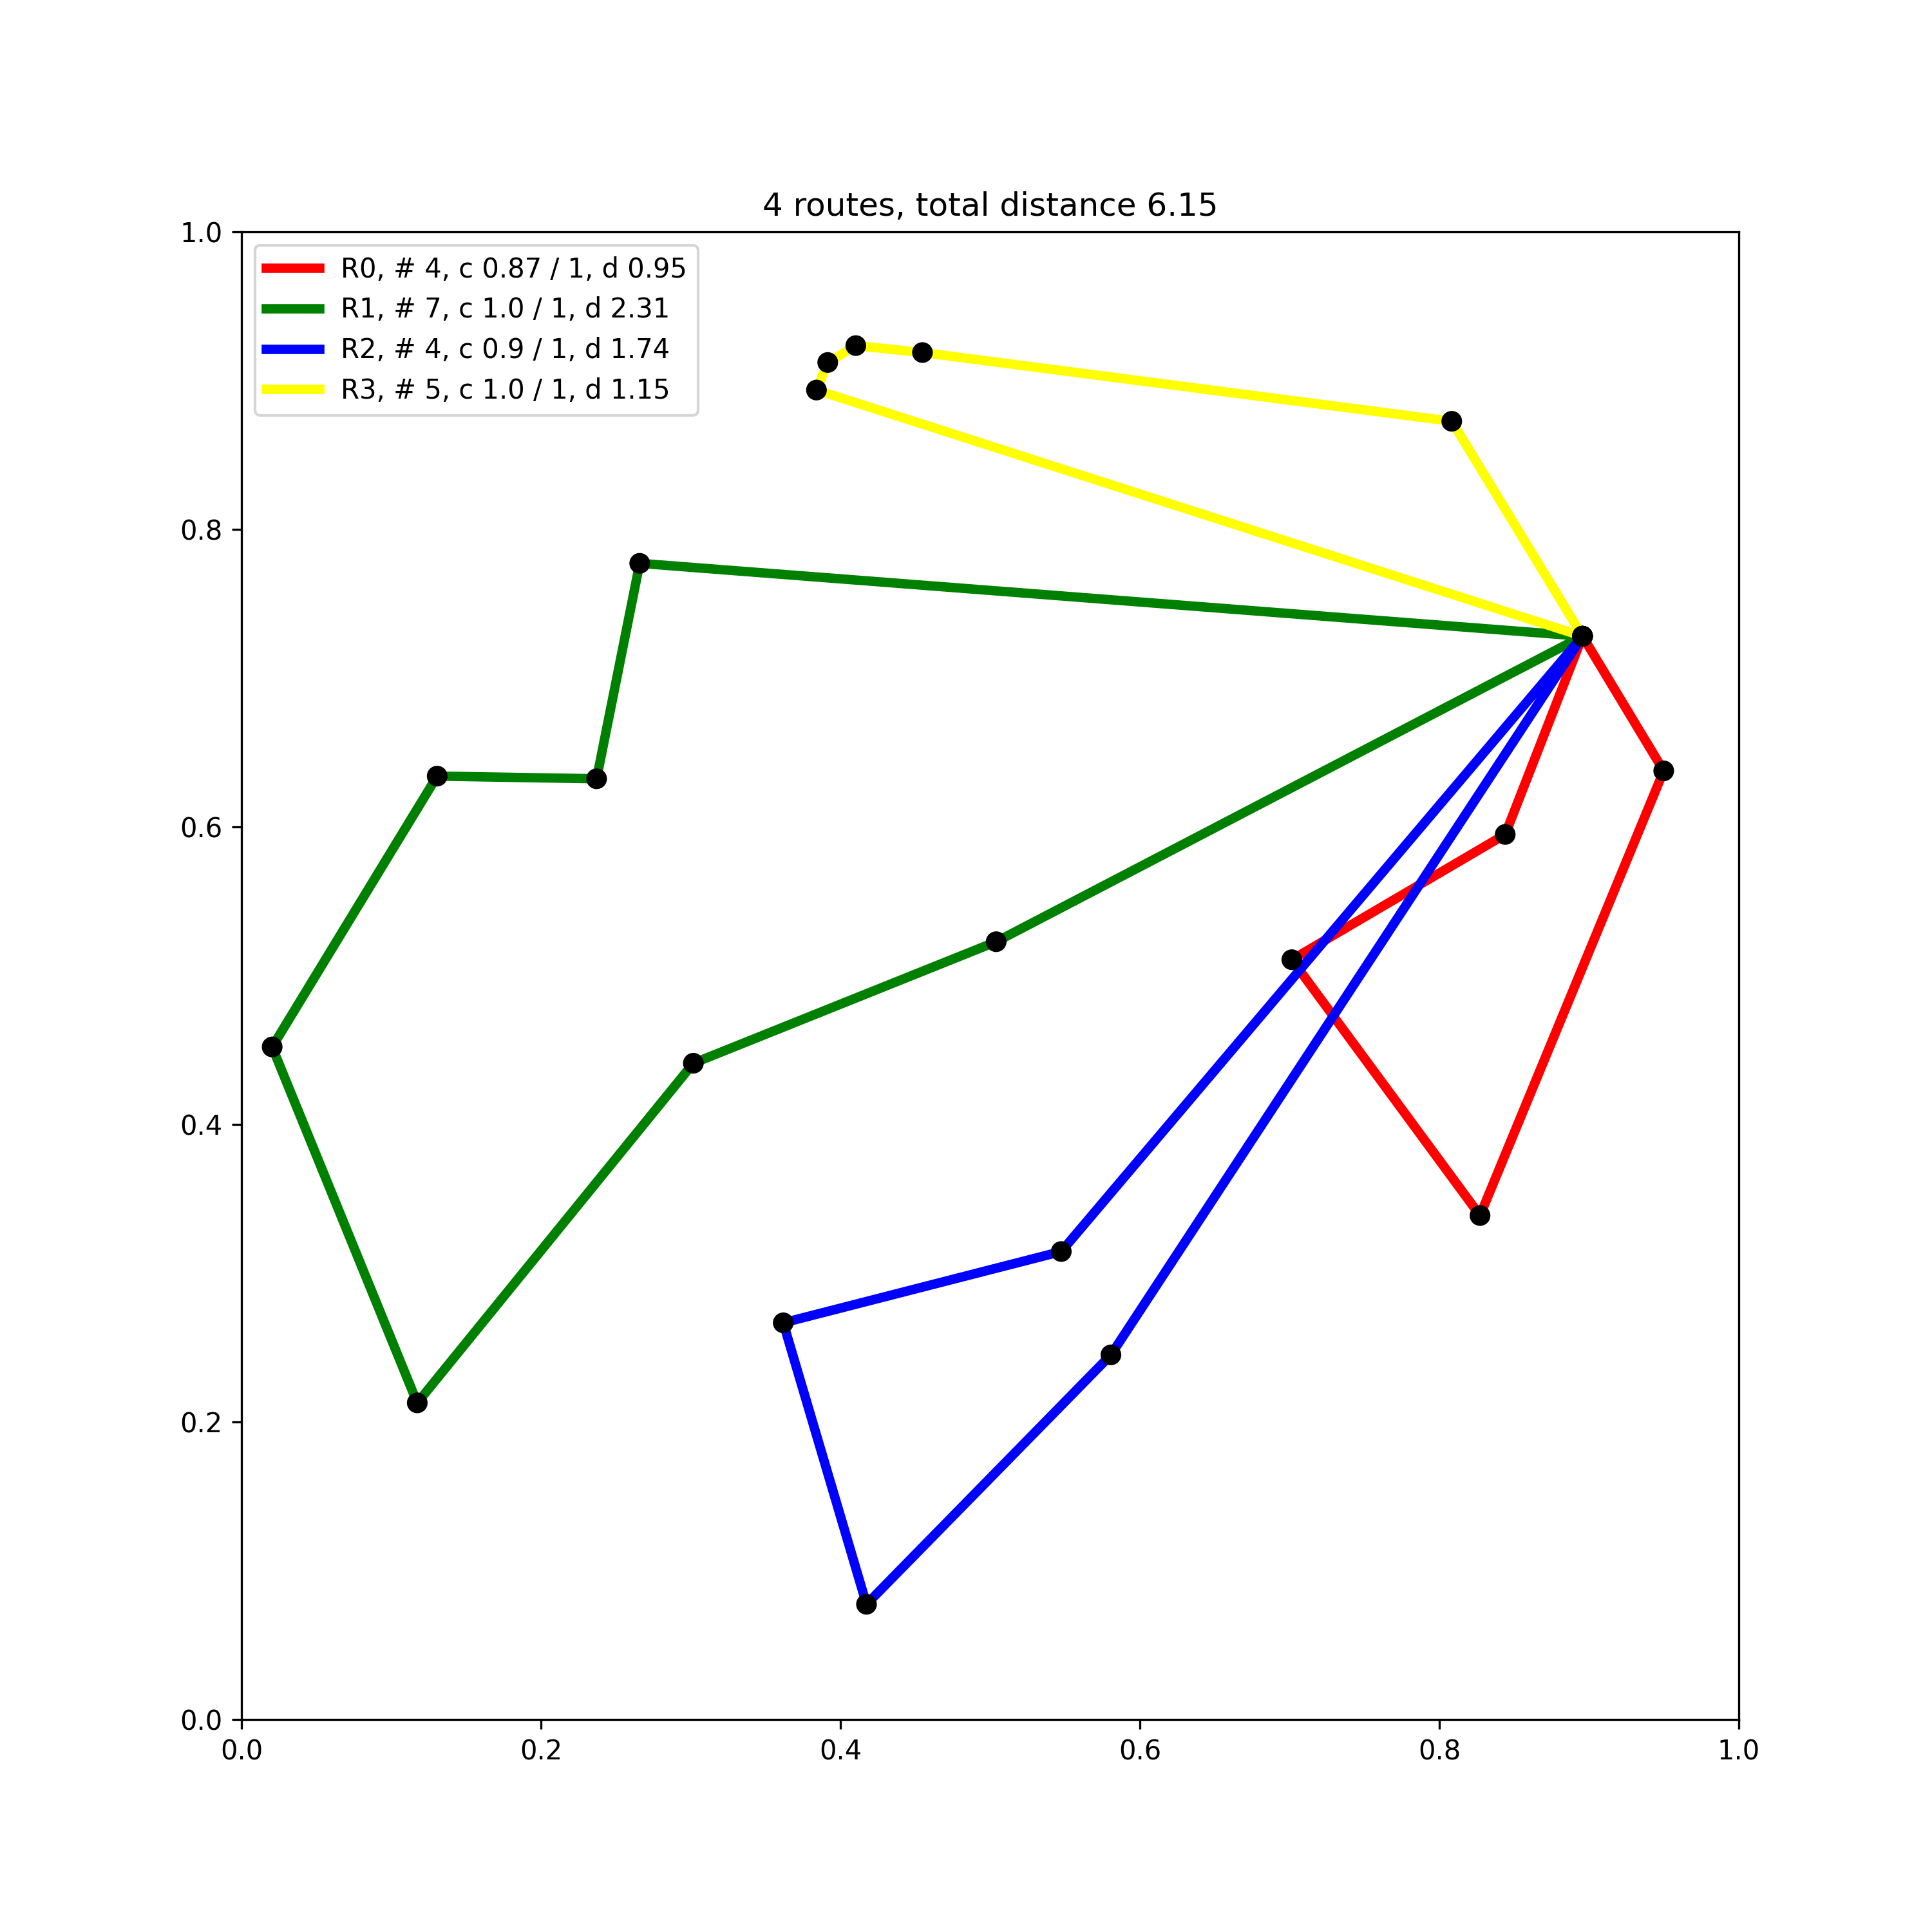 4 routes, total distance 6.15
1.0
R0, # 4, c 0.87 / 1, d 0.95
R1, # 7, c 1.0 / 1, d 2.31
R2, # 4, c 0.9 / 1, d 1.74
R3, # 5, c 1.0 / 1, d 1.15
0.8
0.6
0.4
0.2
0.0
0.0 0.2 0.4 0.6 0.8 1.0